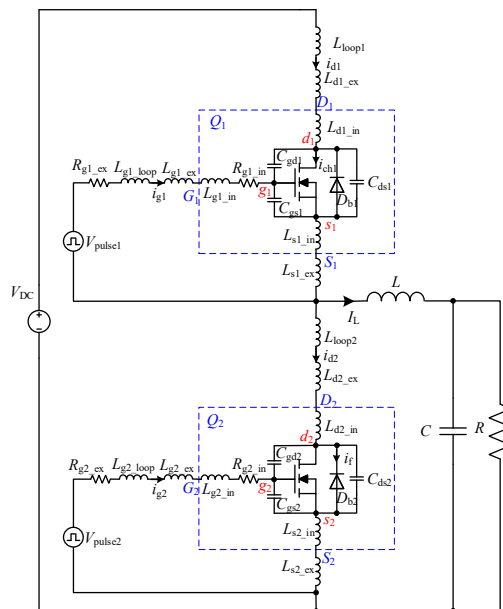 L_loop1
i_d1
L_d1_ex
D_1
Q_1
L_d1_in
d_1
C_gd1
i_ch1
R_g1_ex
L_g1_loop
L_g1_ex
R_g1_in
i_g1
G_1
L_g1_in
g_1
C_gs1
D_b1
C_ds1
s_1
V_pulse1
L_s1_in
S_1
L_s1_ex
V_DC
L
I_L
L_loop2
i_d2
L_d2_ex
D_2
Q_2
L_d2_in
d_2
C
R
C_gd2
i_f
R_g2_ex
L_g2_loop
L_g2_ex
R_g2_in
i_g2
G_2
L_g2_in
g_2
C_gs2
D_b2
C_ds2
s_2
V_pulse2
L_s2_in
S_2
L_s2_ex